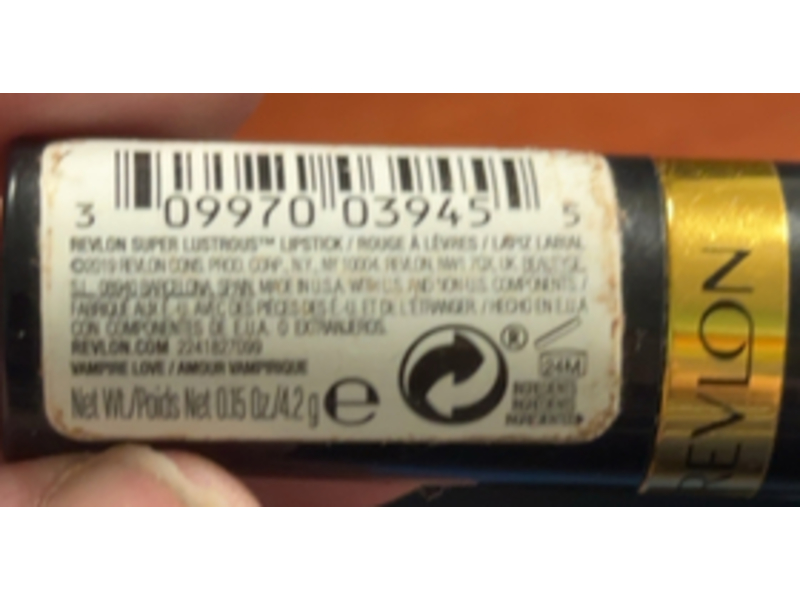 3 09970 03945 5
REVLON SUPER LUSTROUS™ LIPSTICK / ROUGE À LÈVRES / LÁPIZ LABIAL
©2019 REVLON CONS. PROD. CORP., N.Y., NY 10004. REVLON, NW1 7QX, UK. BEAUTYGE,
S.L., 08040 BARCELONA, SPAIN. MADE IN U.S.A. WITH U.S. AND NON-U.S. COMPONENTS /
FABRIQUÉ AUX É.-U. AVEC DES PIÈCES DES É.-U. ET DE L'ÉTRANGER. / HECHO EN E.U.A.
CON COMPONENTES DE E.U.A. O EXTRANJEROS.
REVLON.COM 2241827099
VAMPIRE LOVE / AMOUR VAMPIRIQUE
Net Wt./Poids Net 0.15 Oz./4.2 g e
®
24M
INGREDIENTS
REVLON